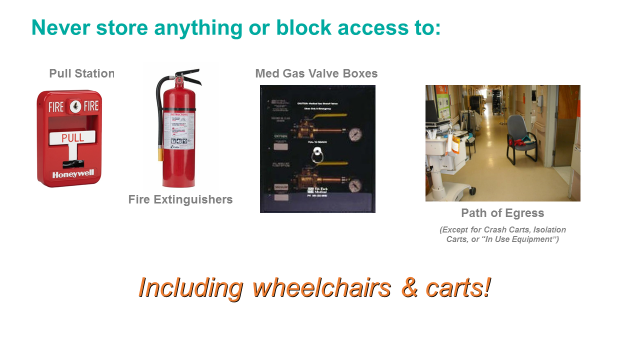 Never store anything or block access to:
Pull Station
Med Gas Valve Boxes
FIRE FIRE
PULL
Honeywell
Fire Extinguishers
Path of Egress
(Except for Crash Carts, Isolation
Carts, or "In Use Equipment")
Including wheelchairs & carts!